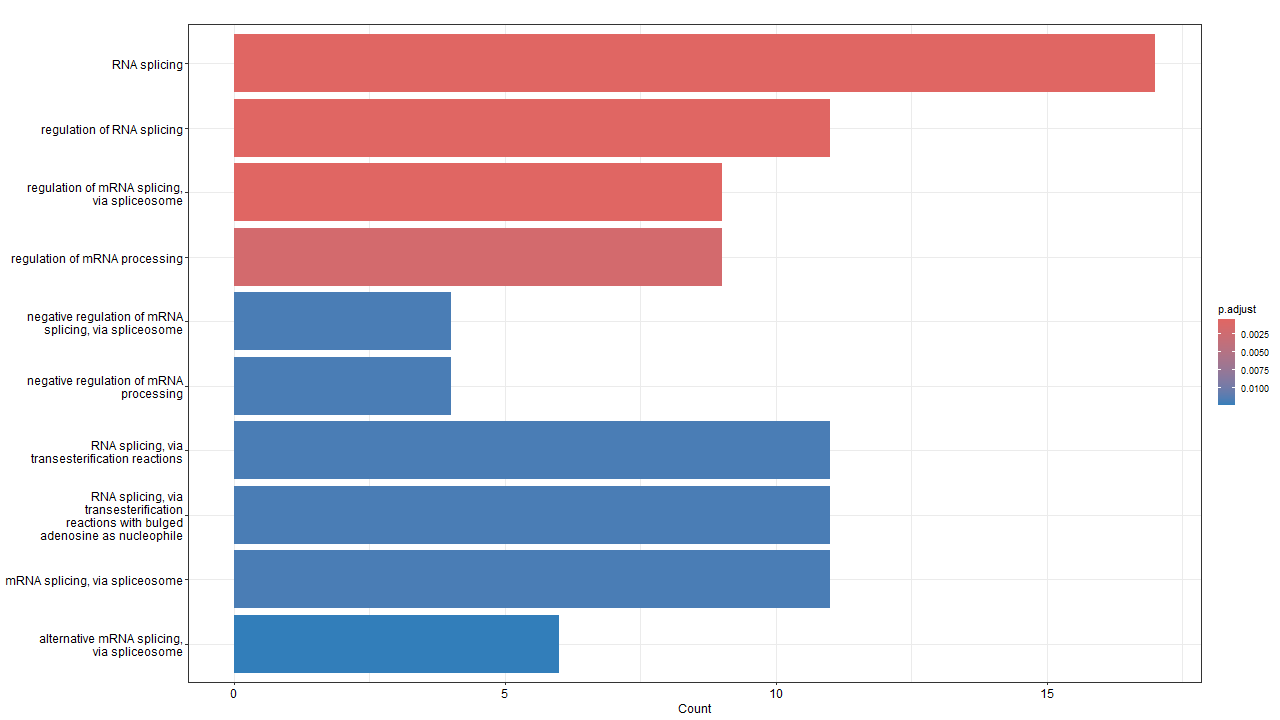 RNA splicing
regulation of RNA splicing
regulation of mRNA splicing,
via spliceosome
regulation of mRNA processing
negative regulation of mRNA
splicing, via spliceosome
negative regulation of mRNA
processing
RNA splicing, via
transesterification reactions
RNA splicing, via
transesterification
reactions with bulged
adenosine as nucleophile
mRNA splicing, via spliceosome
alternative mRNA splicing,
via spliceosome
0 5 10 15
Count
p.adjust
0.0025
0.0050
0.0075
0.0100